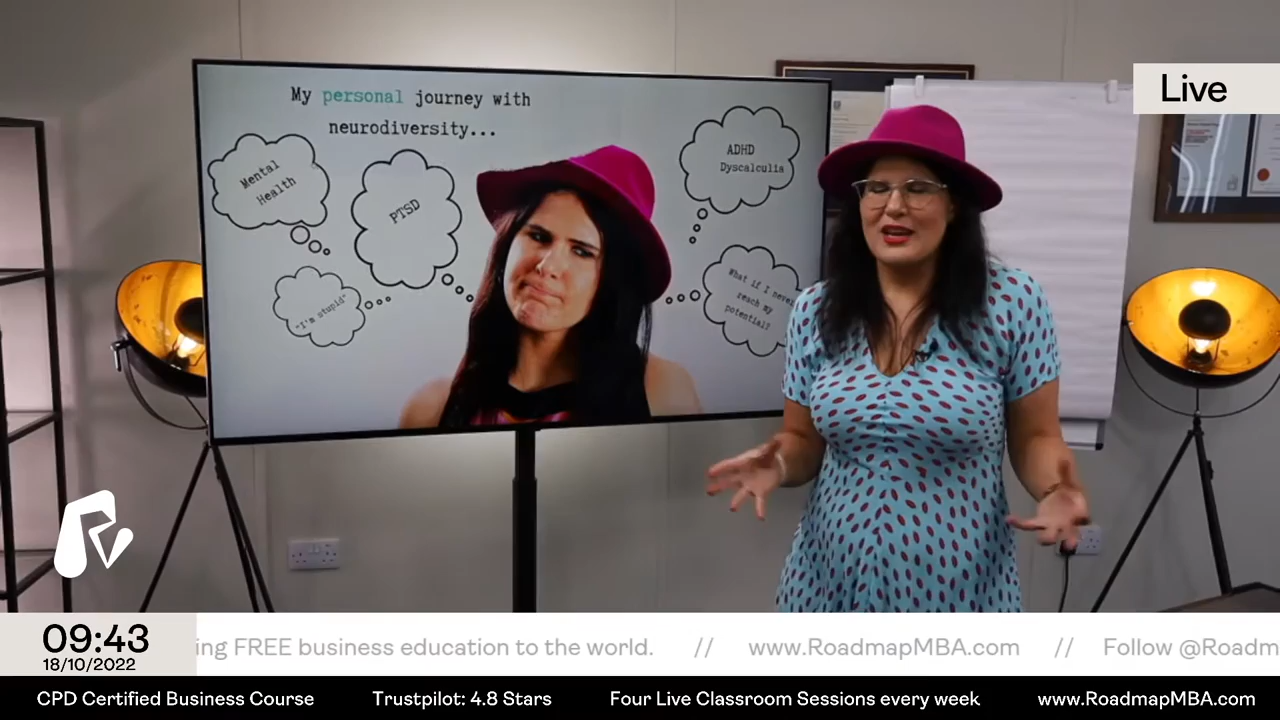 Live
My personal journey with
neurodiversity...
Mental
Health
PTSD
"I'm stupid"
ADHD
Dyscalculia
What if I never
reach my
potential?
09:43
18/10/2022
ing FREE business education to the world. // www.RoadmapMBA.com // Follow @Roadm
CPD Certified Business Course Trustpilot: 4.8 Stars Four Live Classroom Sessions every week www.RoadmapMBA.com